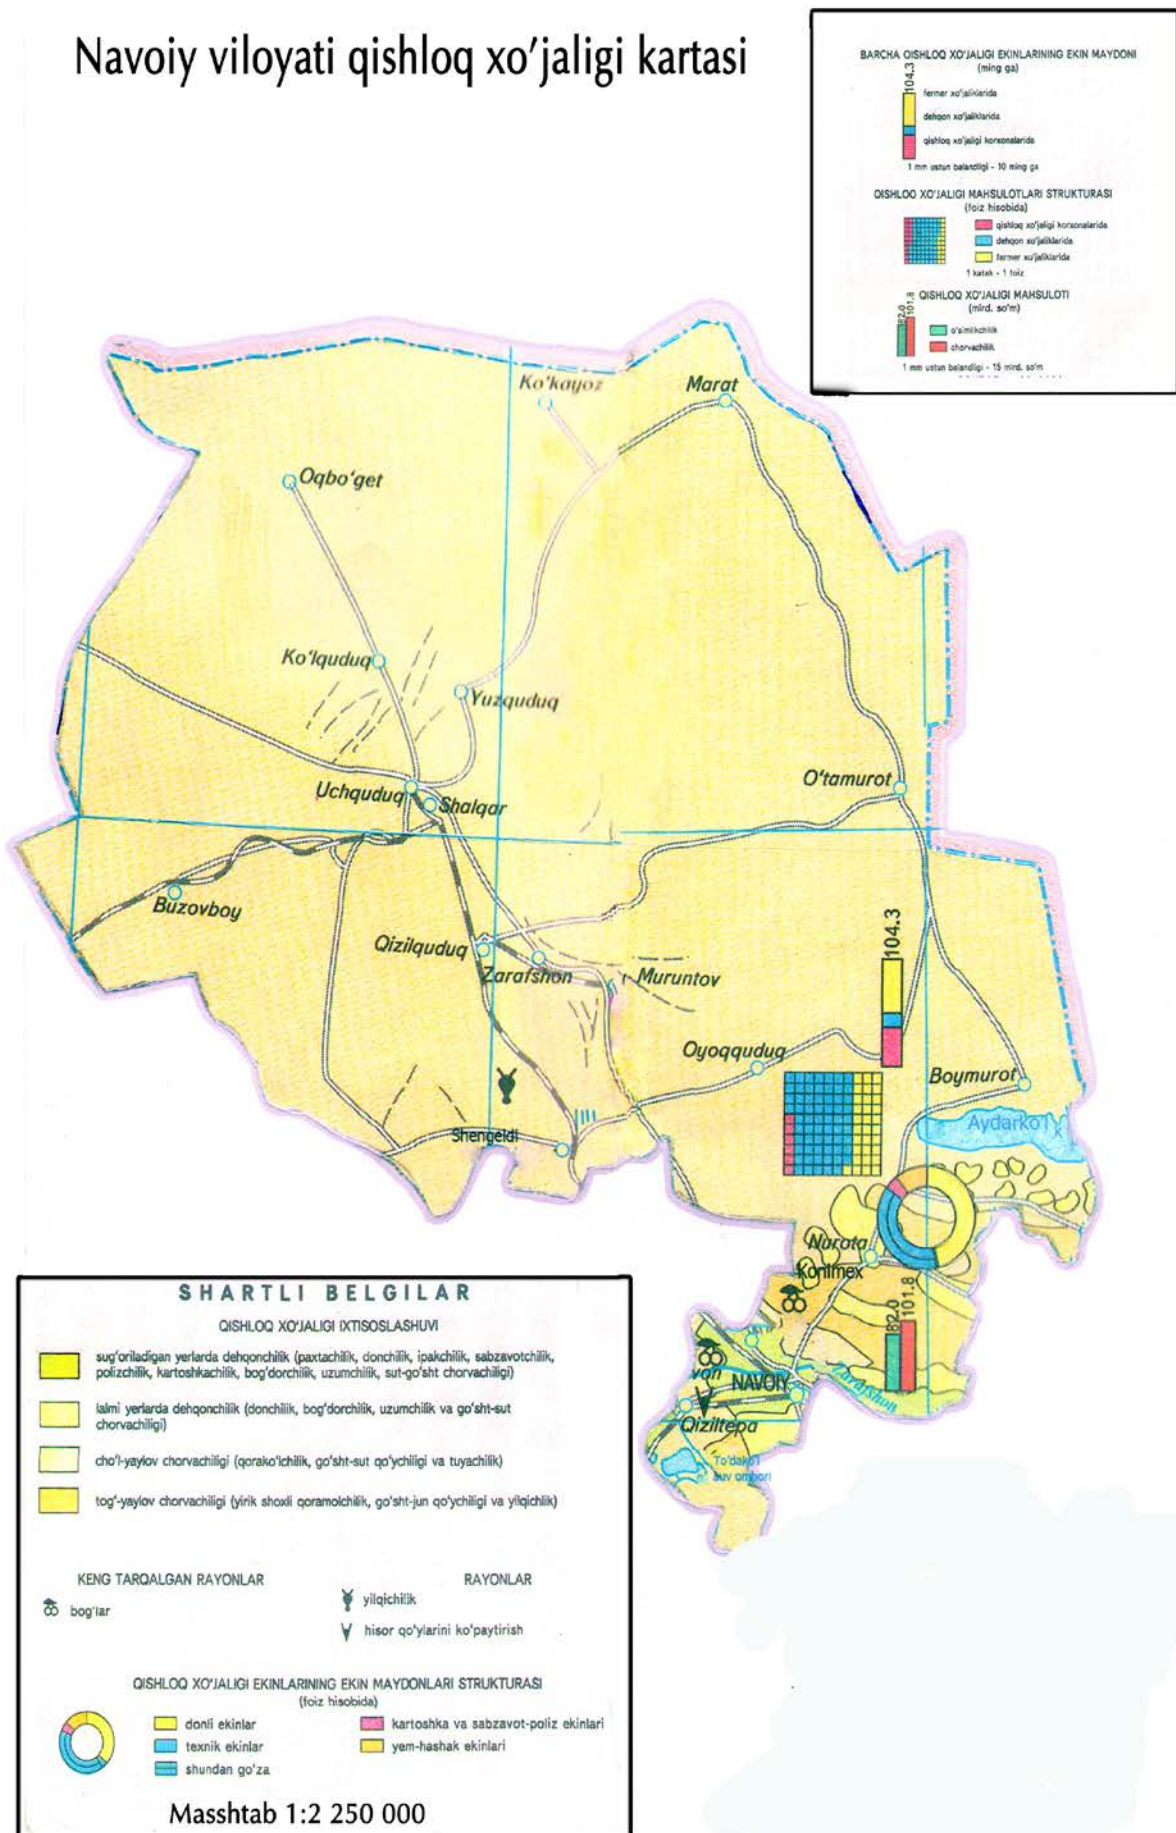 Navoiy viloyati qishloq xo'jaligi kartasi
BARCHA QISHLOQ XO'JALIGI EKINLARINING EKIN MAYDONI
(ming ga)
104.3
fermer xo'jaliklarida
dehqon xo'jaliklarida
qishloq xo'jaligi korxonalarida
1 mm ustun balandligi - 10 ming ga
QISHLOQ XO'JALIGI MAHSULOTLARI STRUKTURASI
(foiz hisobida)
qishloq xo'jaligi korxonalarida
dehqon xo'jaliklarida
fermer xo'jaliklarida
1 katak - 1 foiz
QISHLOQ XO'JALIGI MAHSULOTI
(mlrd. so'm)
82.0
101.8
o'simlikchilik
chorvachilik
1 mm ustun balandligi - 15 mlrd. so'm
Ko'kayoz
Marat
Oqbo'get
Ko'lquduq
Yuzquduq
O'tamurot
Uchquduq
Shalqar
Buzovboy
Qizilquduq
Zarafshon
Muruntov
104.3
Oyoqquduq
Boymurot
Aydarko'l
Shengeldi
Nurota
Konimex
82.0
101.8
Zarafshon
NAVOIY
Qiziltepa
To'dako'l
suv ombori
SHARTLI BELGILAR
QISHLOQ XO'JALIGI IXTISOSLASHUVI
sug'oriladigan yerlarda dehqonchilik (paxtachilik, donchilik, ipakchilik, sabzavotchilik,
polizchilik, kartoshkachilik, bog'dorchilik, uzumchilik, sut-go'sht chorvachiligi)
lalmi yerlarda dehqonchilik (donchilik, bog'dorchilik, uzumchilik va go'sht-sut
chorvachiligi)
cho'l-yaylov chorvachiligi (qorako'lchilik, go'sht-sut qo'ychiligi va tuyachilik)
tog'-yaylov chorvachiligi (yirik shoxli qoramolchilik, go'sht-jun qo'ychiligi va yilqichlik)
KENG TARQALGAN RAYONLAR
RAYONLAR
bog'lar
yilqichilik
hisor qo'ylarini ko'paytirish
QISHLOQ XO'JALIGI EKINLARINING EKIN MAYDONLARI STRUKTURASI
(foiz hisobida)
donli ekinlar
kartoshka va sabzavot-poliz ekinlari
texnik ekinlar
yem-hashak ekinlari
shundan go'za
Masshtab 1:2 250 000